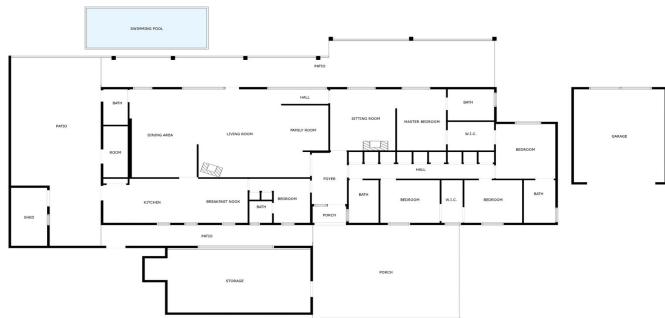 SWIMMING POOL
PATIO
HALL
BATH
BATH
SITTING ROOM
MASTER BEDROOM
PATIO
DINING AREA
LIVING ROOM
FAMILY ROOM
W.I.C.
GARAGE
ROOM
BEDROOM
HALL
FOYER
KITCHEN
BREAKFAST NOOK
BEDROOM
BATH
BEDROOM
W.I.C.
BEDROOM
BATH
BATH
SHED
PORCH
PATIO
PORCH
STORAGE